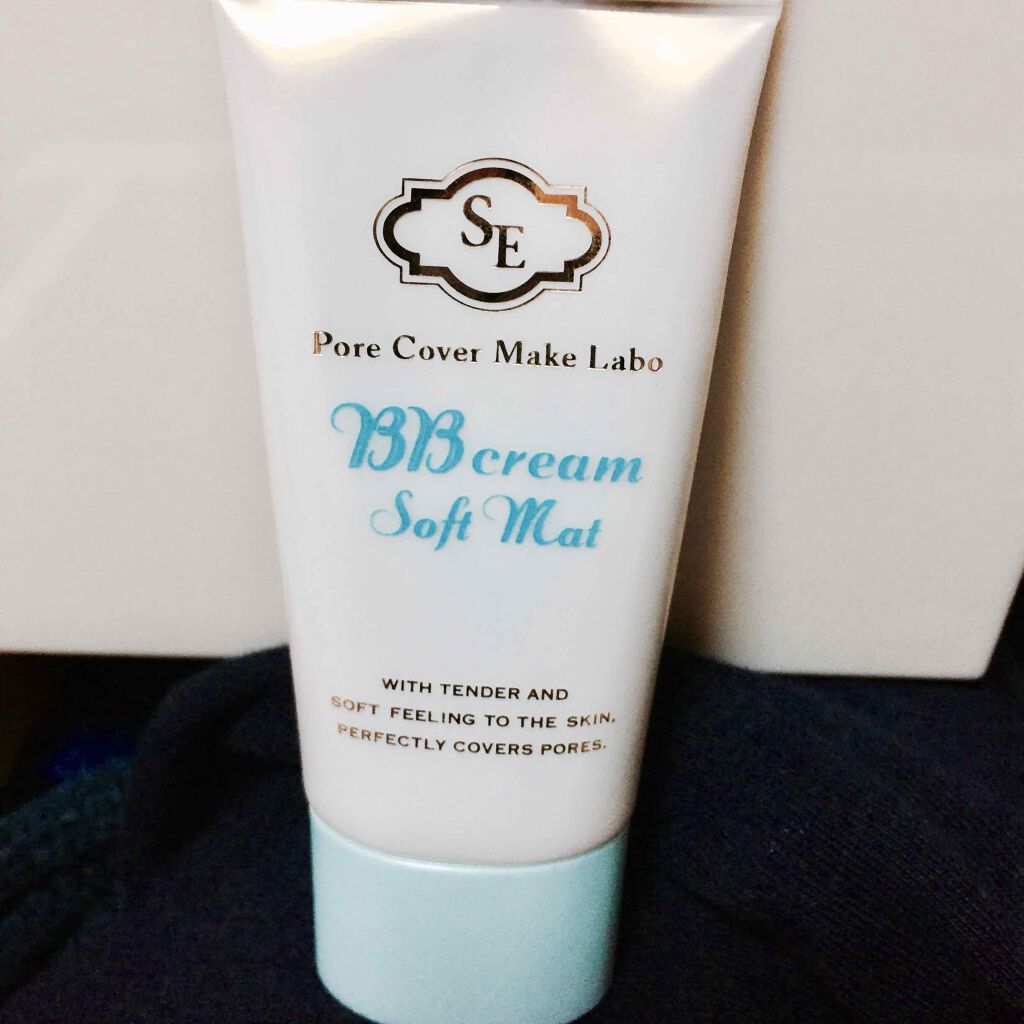 SE
Pore Cover Make Labo
BB cream
Soft Mat
WITH TENDER AND
SOFT FEELING TO THE SKIN.
PERFECTLY COVERS PORES.